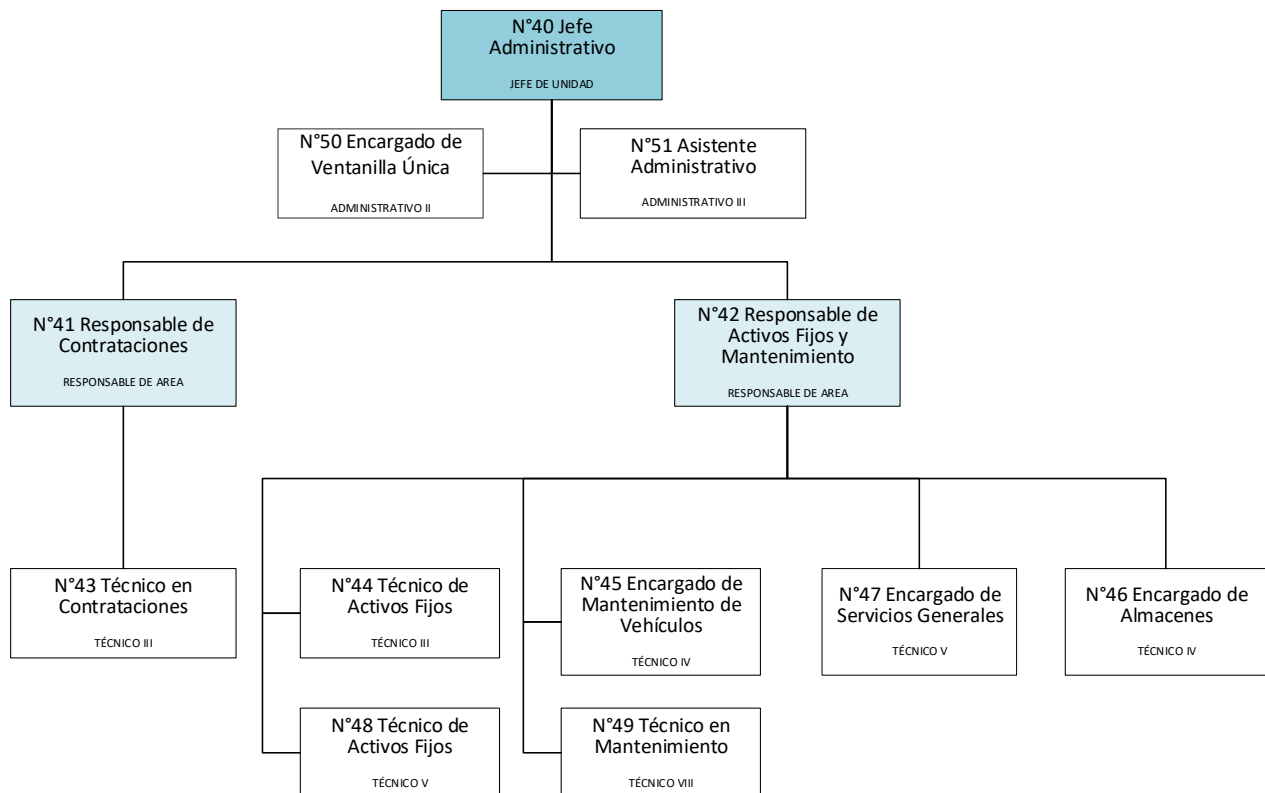 N°40 Jefe
Administrativo
JEFE DE UNIDAD
N°50 Encargado de
Ventanilla Única
ADMINISTRATIVO II
N°51 Asistente
Administrativo
ADMINISTRATIVO III
N°41 Responsable de
Contrataciones
RESPONSABLE DE AREA
N°42 Responsable de
Activos Fijos y
Mantenimiento
RESPONSABLE DE AREA
N°43 Técnico en
Contrataciones
TÉCNICO III
N°44 Técnico de
Activos Fijos
TÉCNICO III
N°45 Encargado de
Mantenimiento de
Vehículos
TÉCNICO IV
N°47 Encargado de
Servicios Generales
TÉCNICO V
N°46 Encargado de
Almacenes
TÉCNICO IV
N°48 Técnico de
Activos Fijos
TÉCNICO V
N°49 Técnico en
Mantenimiento
TÉCNICO VIII